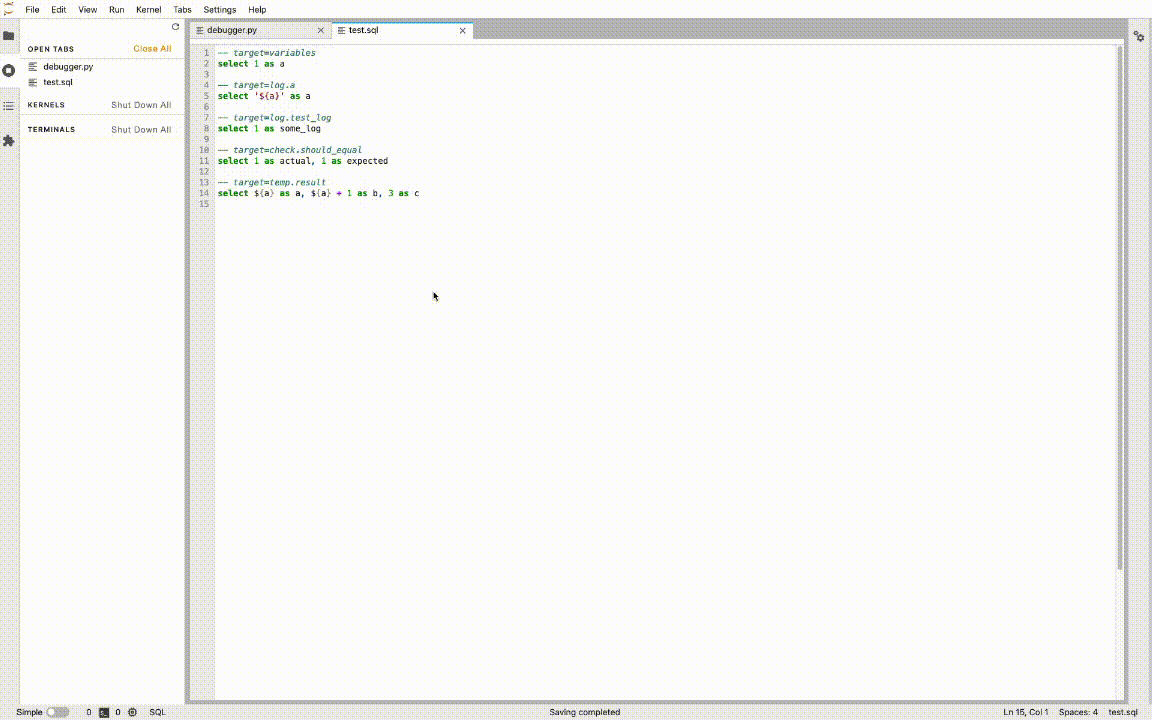 File Edit View Run Kernel Tabs Settings Help
OPEN TABS Close All
debugger.py
test.sql
KERNELS Shut Down All
TERMINALS Shut Down All
debugger.py test.sql
1 -- target=variables
2 select 1 as a
3
4 -- target=log.a
5 select '${a}' as a
6
7 -- target=log.test_log
8 select 1 as some_log
9
10 -- target=check.should_equal
11 select 1 as actual, 1 as expected
12
13 -- target=temp.result
14 select ${a} as a, ${a} + 1 as b, 3 as c
15
Simple 0 0 SQL Saving completed Ln 15, Col 1 Spaces: 4 test.sql